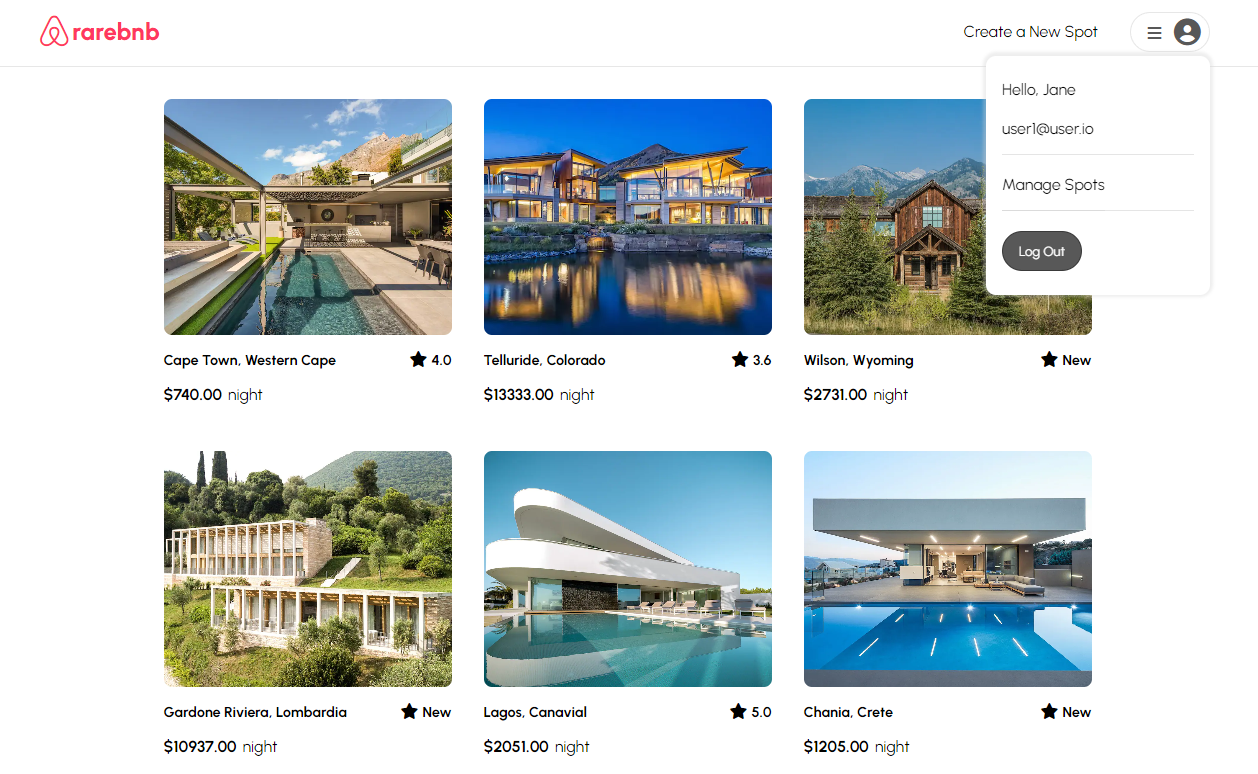 rarebnb
Create a New Spot
Hello, Jane
user1@user.io
Manage Spots
Log Out
Cape Town, Western Cape
4.0
$740.00 night
Telluride, Colorado
3.6
$13333.00 night
Wilson, Wyoming
New
$2731.00 night
Gardone Riviera, Lombardia
New
$10937.00 night
Lagos, Canavial
5.0
$2051.00 night
Chania, Crete
New
$1205.00 night